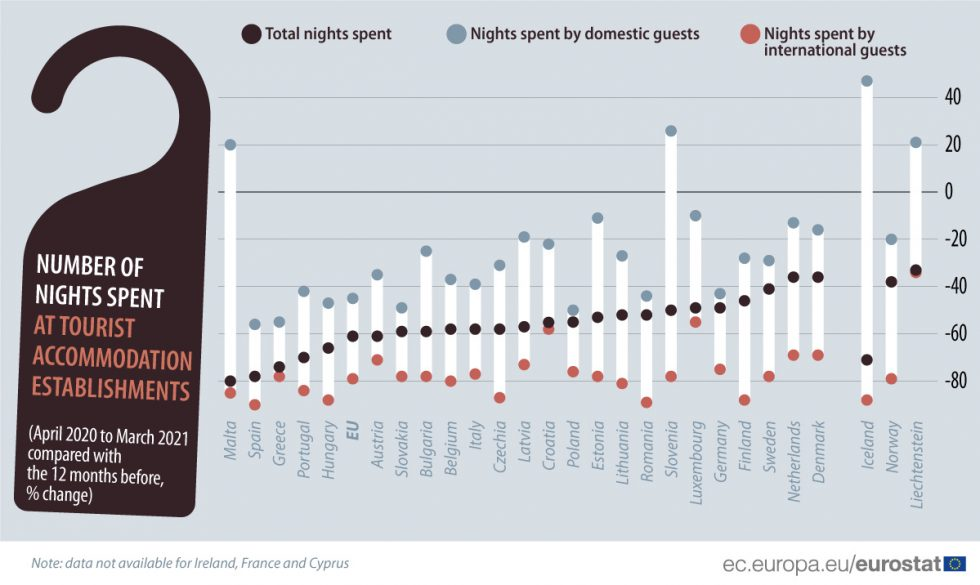 Total nights spent
Nights spent by domestic guests
Nights spent by
international guests
NUMBER OF
NIGHTS SPENT
AT TOURIST
ACCOMMODATION
ESTABLISHMENTS
(April 2020 to March 2021
compared with
the 12 months before,
% change)
40
20
0
-20
-40
-60
-80
Malta
Spain
Greece
Portugal
Hungary
EU
Austria
Slovakia
Bulgaria
Belgium
Italy
Czechia
Latvia
Croatia
Poland
Estonia
Lithuania
Romania
Slovenia
Luxembourg
Germany
Finland
Sweden
Netherlands
Denmark
Iceland
Norway
Liechtenstein
Note: data not available for Ireland, France and Cyprus
ec.europa.eu/eurostat